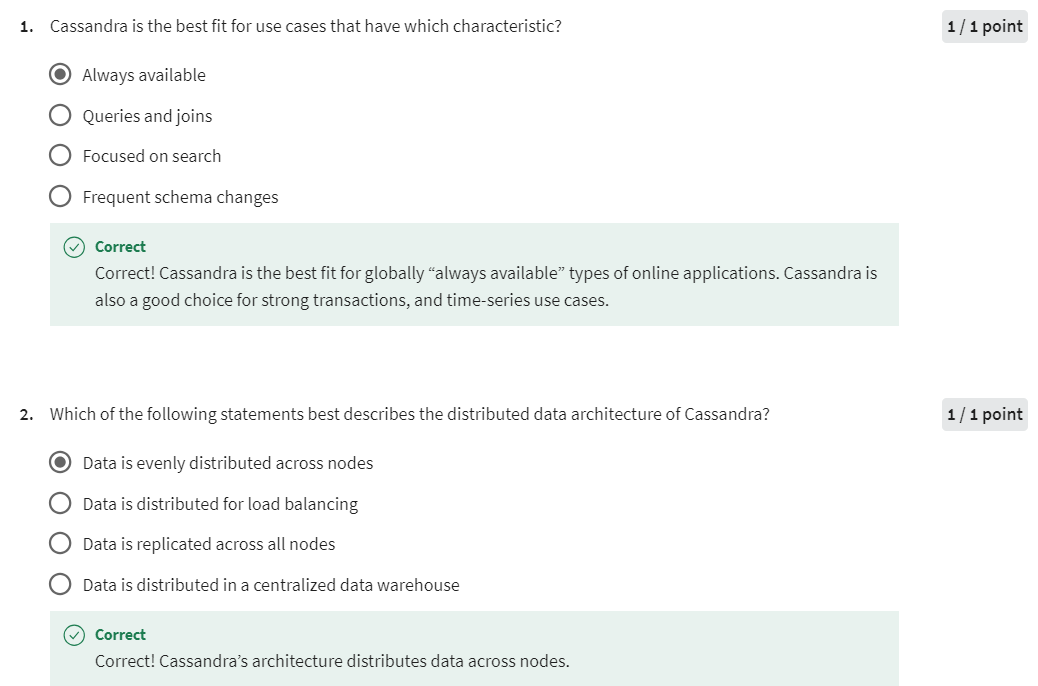 1. Cassandra is the best fit for use cases that have which characteristic?
1 / 1 point
Always available
Queries and joins
Focused on search
Frequent schema changes
Correct
Correct! Cassandra is the best fit for globally “always available” types of online applications. Cassandra is
also a good choice for strong transactions, and time-series use cases.
2. Which of the following statements best describes the distributed data architecture of Cassandra?
1 / 1 point
Data is evenly distributed across nodes
Data is distributed for load balancing
Data is replicated across all nodes
Data is distributed in a centralized data warehouse
Correct
Correct! Cassandra’s architecture distributes data across nodes.